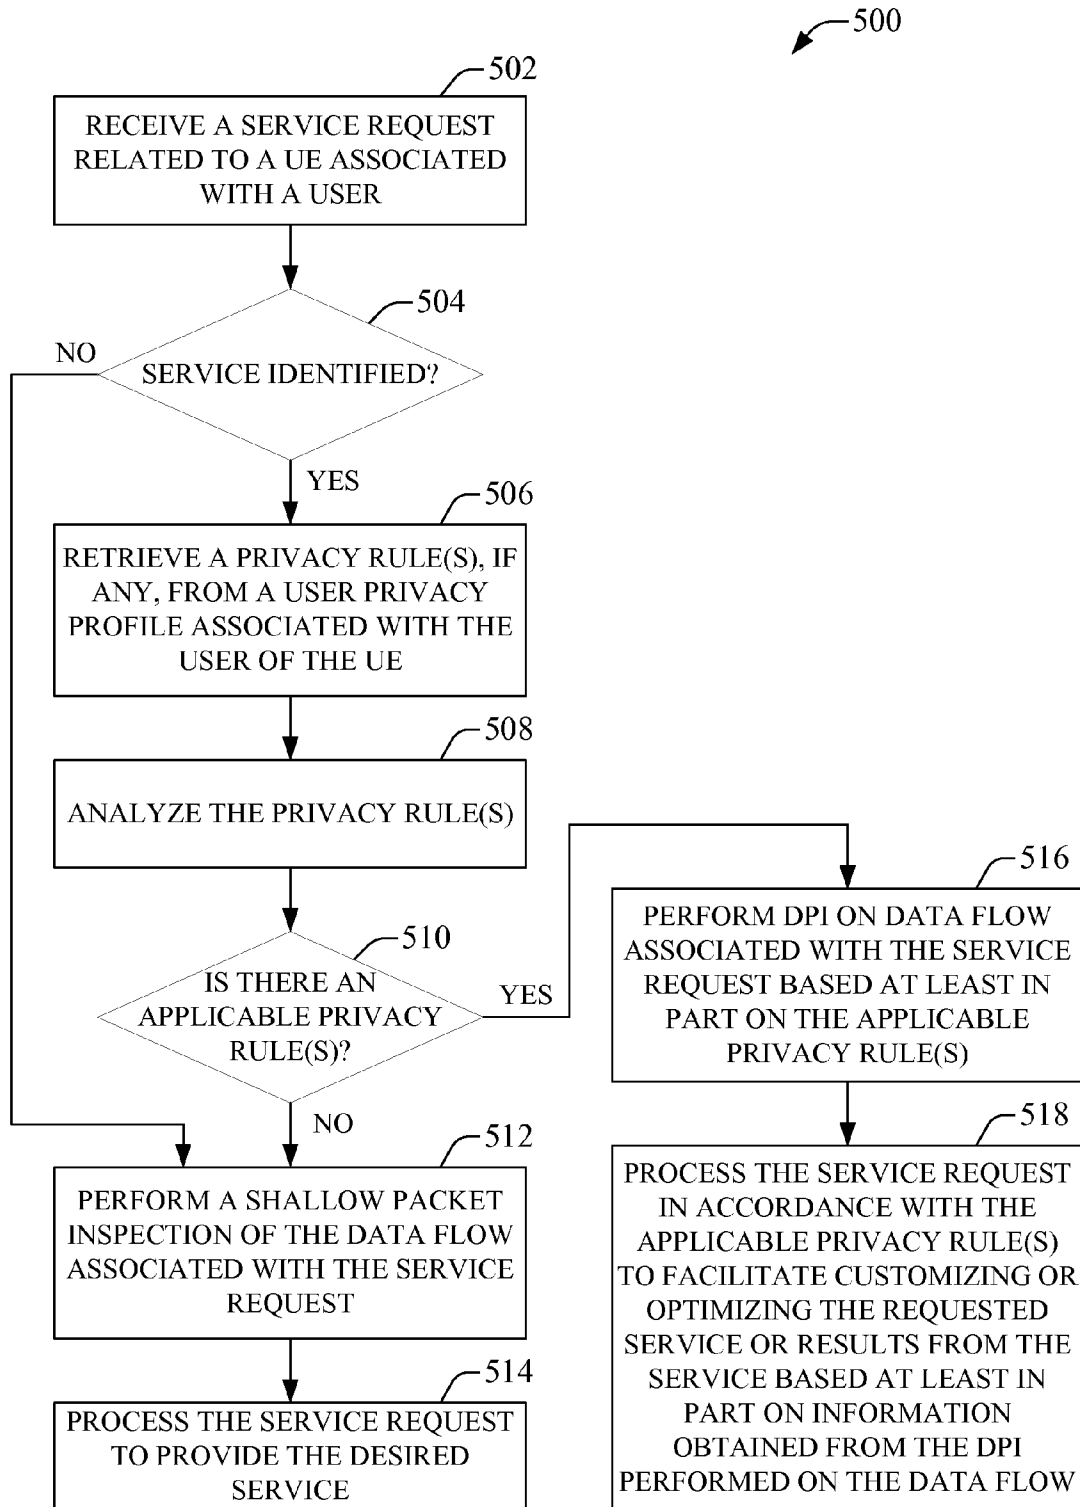 500
502
RECEIVE A SERVICE REQUEST
RELATED TO A UE ASSOCIATED
WITH A USER
504
NO
SERVICE IDENTIFIED?
YES
506
RETRIEVE A PRIVACY RULE(S), IF
ANY, FROM A USER PRIVACY
PROFILE ASSOCIATED WITH THE
USER OF THE UE
508
ANALYZE THE PRIVACY RULE(S)
510
IS THERE AN
APPLICABLE PRIVACY
RULE(S)?
YES
NO
512
PERFORM A SHALLOW PACKET
INSPECTION OF THE DATA FLOW
ASSOCIATED WITH THE SERVICE
REQUEST
514
PROCESS THE SERVICE REQUEST
TO PROVIDE THE DESIRED
SERVICE
516
PERFORM DPI ON DATA FLOW
ASSOCIATED WITH THE SERVICE
REQUEST BASED AT LEAST IN
PART ON THE APPLICABLE
PRIVACY RULE(S)
518
PROCESS THE SERVICE REQUEST
IN ACCORDANCE WITH THE
APPLICABLE PRIVACY RULE(S)
TO FACILITATE CUSTOMIZING OR
OPTIMIZING THE REQUESTED
SERVICE OR RESULTS FROM THE
SERVICE BASED AT LEAST IN
PART ON INFORMATION
OBTAINED FROM THE DPI
PERFORMED ON THE DATA FLOW